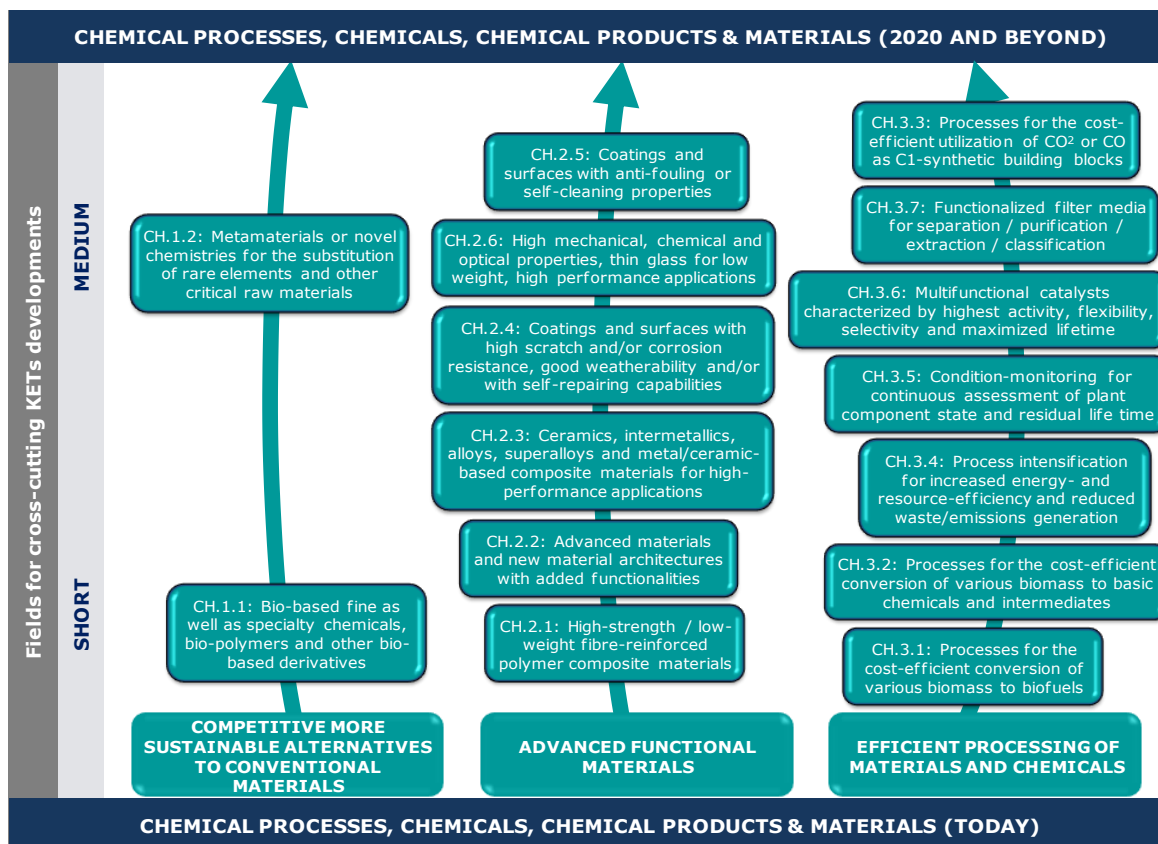 CHEMICAL PROCESSES, CHEMICALS, CHEMICAL PRODUCTS & MATERIALS (2020 AND BEYOND)
Fields for cross-cutting KETs developments
MEDIUM
SHORT
CH.1.2: Metamaterials or novel
chemistries for the substitution
of rare elements and other
critical raw materials
CH.1.1: Bio-based fine as
well as specialty chemicals,
bio-polymers and other bio-
based derivatives
COMPETITIVE MORE
SUSTAINABLE ALTERNATIVES
TO CONVENTIONAL
MATERIALS
CH.2.5: Coatings and
surfaces with anti-fouling or
self-cleaning properties
CH.2.6: High mechanical, chemical and
optical properties, thin glass for low
weight, high performance applications
CH.2.4: Coatings and surfaces with
high scratch and/or corrosion
resistance, good weatherability and/or
with self-repairing capabilities
CH.2.3: Ceramics, intermetallics,
alloys, superalloys and metal/ceramic-
based composite materials for high-
performance applications
CH.2.2: Advanced materials
and new material architectures
with added functionalities
CH.2.1: High-strength / low-
weight fibre-reinforced
polymer composite materials
ADVANCED FUNCTIONAL
MATERIALS
CH.3.3: Processes for the cost-
efficient utilization of CO² or CO
as C1-synthetic building blocks
CH.3.7: Functionalized filter media
for separation / purification /
extraction / classification
CH.3.6: Multifunctional catalysts
characterized by highest activity, flexibility,
selectivity and maximized lifetime
CH.3.5: Condition-monitoring for
continuous assessment of plant
component state and residual life time
CH.3.4: Process intensification
for increased energy- and
resource-efficiency and reduced
waste/emissions generation
CH.3.2: Processes for the cost-efficient
conversion of various biomass to basic
chemicals and intermediates
CH.3.1: Processes for the
cost-efficient conversion of
various biomass to biofuels
EFFICIENT PROCESSING OF
MATERIALS AND CHEMICALS
CHEMICAL PROCESSES, CHEMICALS, CHEMICAL PRODUCTS & MATERIALS (TODAY)